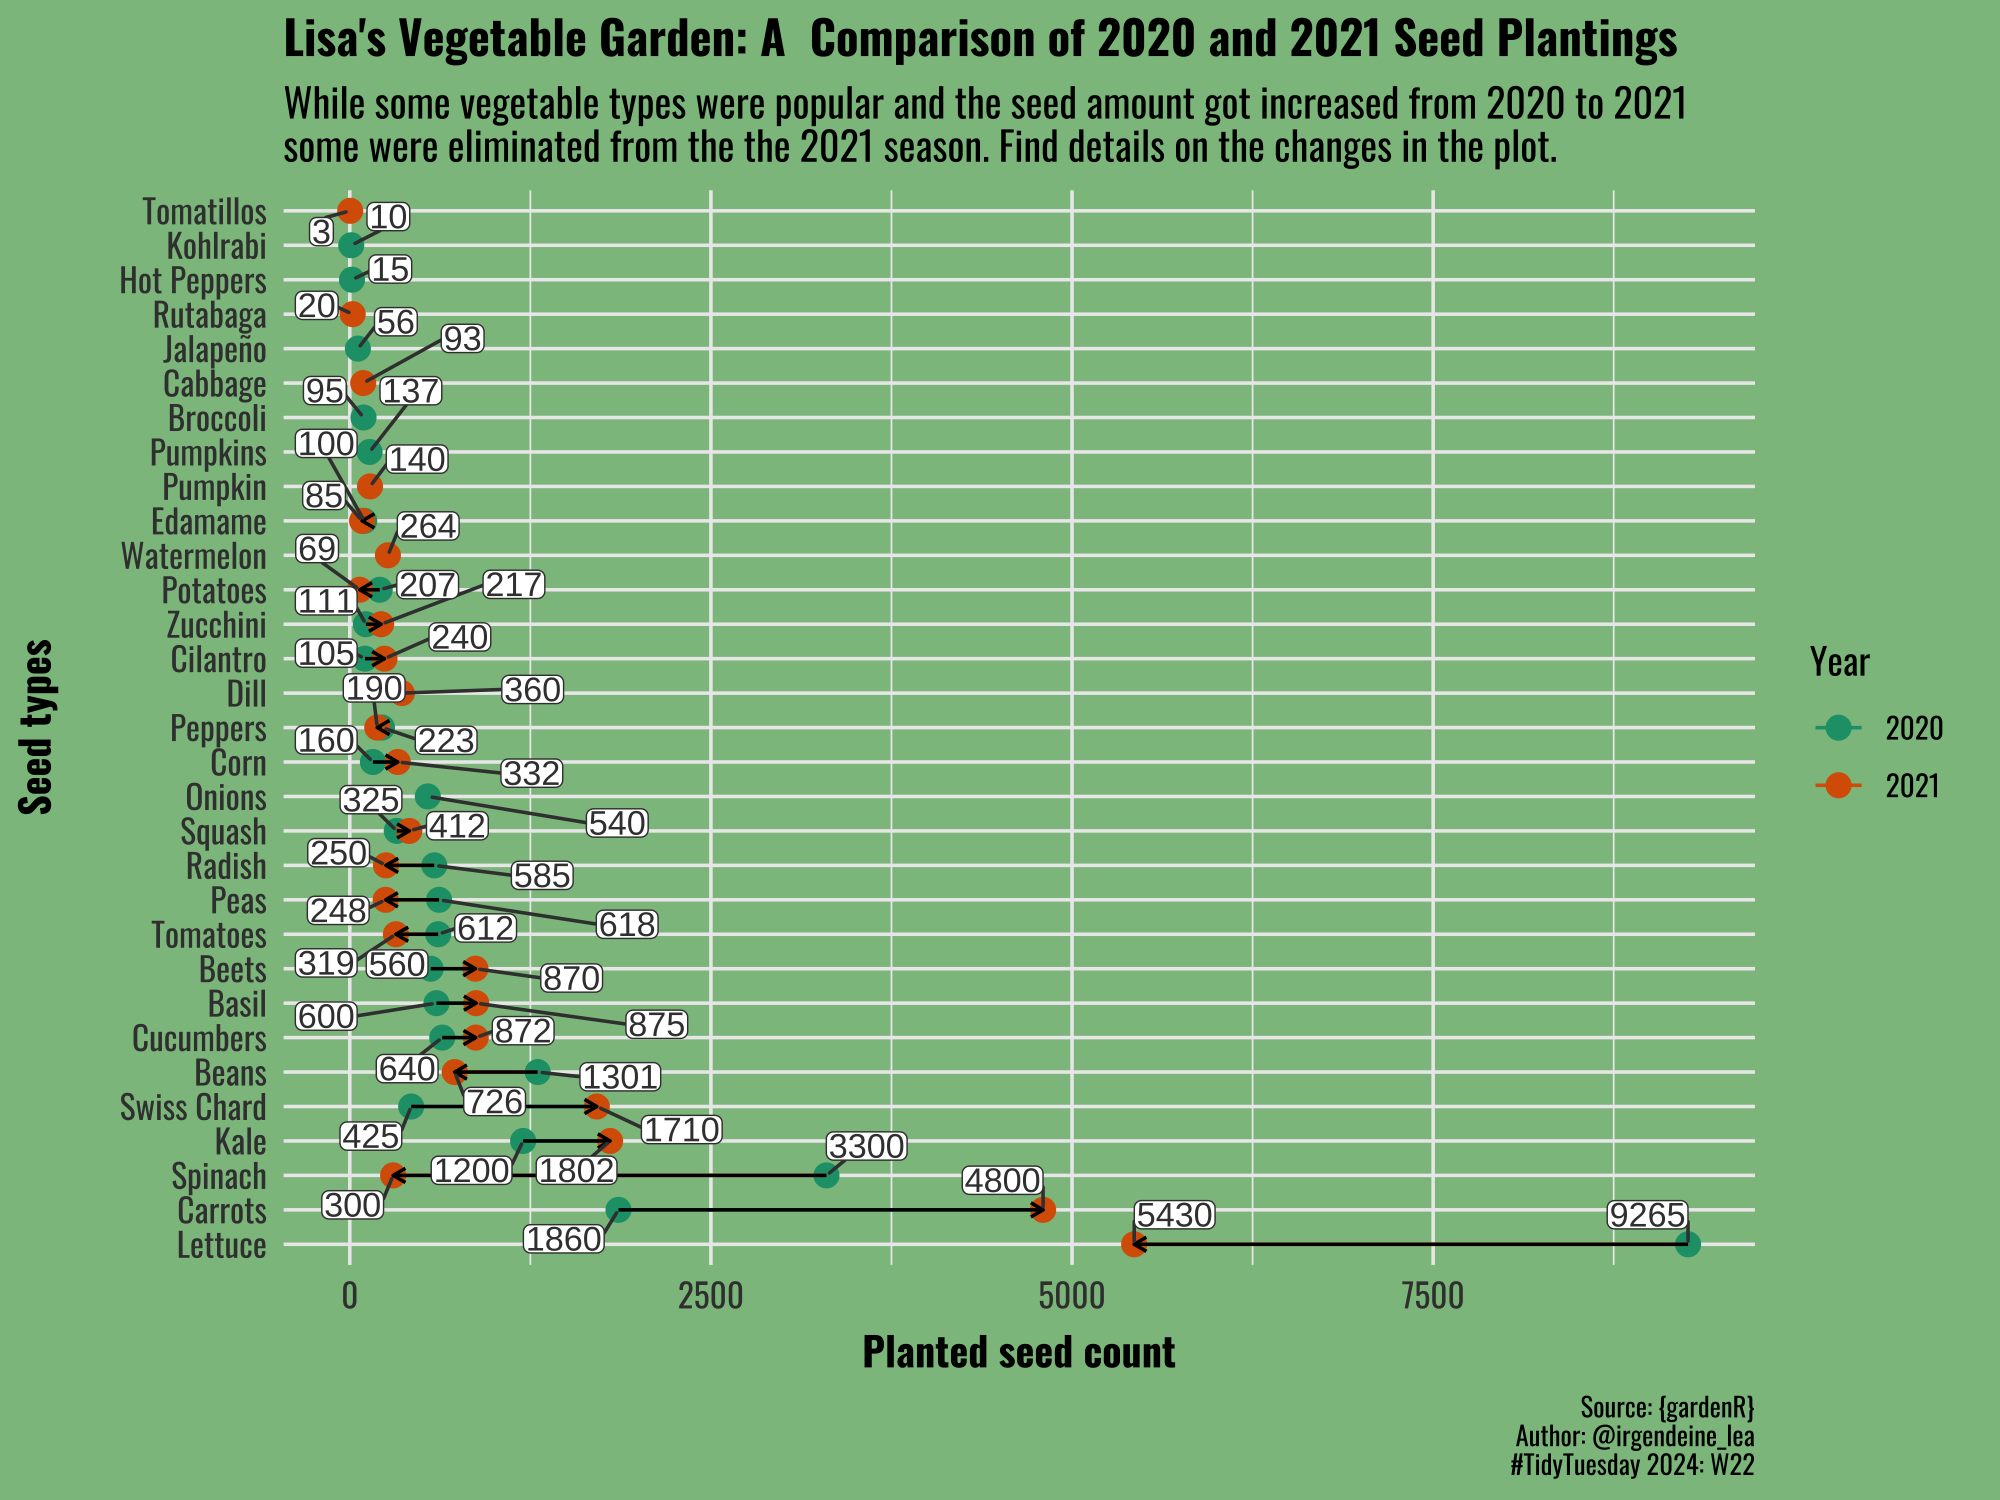 Lisa's Vegetable Garden: A  Comparison of 2020 and 2021 Seed Plantings
While some vegetable types were popular and the seed amount got increased from 2020 to 2021
some were eliminated from the the 2021 season. Find details on the changes in the plot.
Seed types
Tomatillos 3
Kohlrabi 10
Hot Peppers 15
Rutabaga 20
Jalapeño 56
Cabbage 93
Broccoli 95
Pumpkins 137
Pumpkin 140
Edamame 100 85
Watermelon 264
Potatoes 69 207
Zucchini 111 217
Cilantro 105 240
Dill 360
Peppers 190 223
Corn 160 332
Onions 540
Squash 325 412
Radish 250 585
Peas 248 618
Tomatoes 319 612
Beets 560 870
Basil 600 875
Cucumbers 640 872
Beans 726 1301
Swiss Chard 425 1710
Kale 1200 1802
Spinach 300 3300
Carrots 1860 4800
Lettuce 5430 9265
0 2500 5000 7500
Planted seed count
Year
2020
2021
Source: {gardenR}
Author: @irgendeine_lea
#TidyTuesday 2024: W22